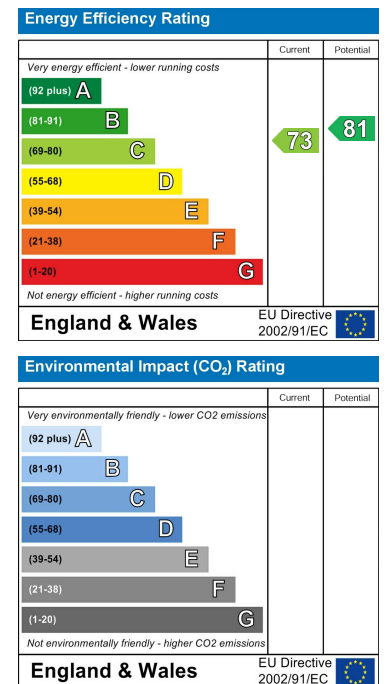 Energy Efficiency Rating
Current Potential
Very energy efficient - lower running costs
(92 plus) A
(81-91) B
(69-80) C
(55-68) D
(39-54) E
(21-38) F
(1-20) G
73
81
Not energy efficient - higher running costs
England & Wales
EU Directive
2002/91/EC
Environmental Impact (CO₂) Rating
Current Potential
Very environmentally friendly - lower CO2 emissions
(92 plus) A
(81-91) B
(69-80) C
(55-68) D
(39-54) E
(21-38) F
(1-20) G
Not environmentally friendly - higher CO2 emissions
England & Wales
EU Directive
2002/91/EC